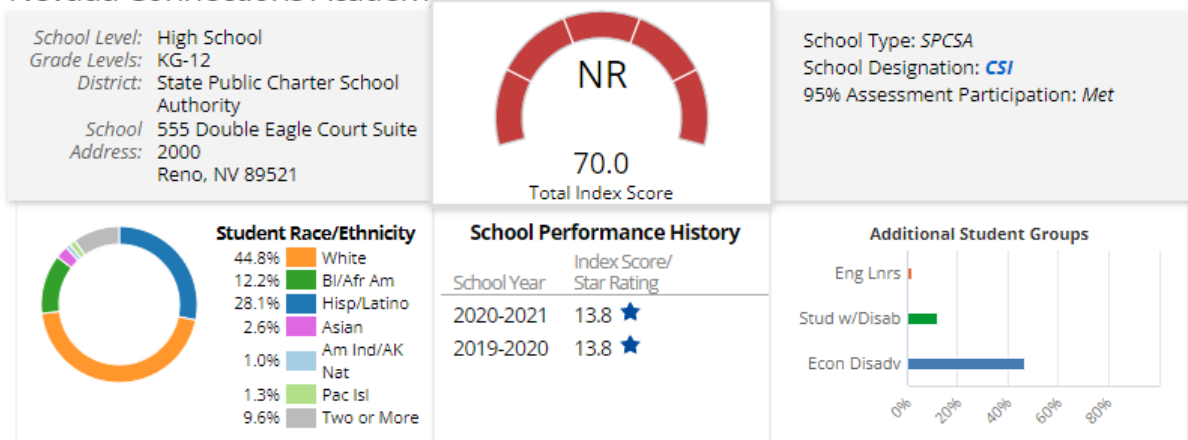 School Level: High School
Grade Levels: KG-12
District: State Public Charter School
Authority
School 555 Double Eagle Court Suite
Address: 2000
Reno, NV 89521
NR
70.0
Total Index Score
School Type: SPCSA
School Designation: CSI
95% Assessment Participation: Met
Student Race/Ethnicity
44.8% White
12.2% Bl/Afr Am
28.1% Hisp/Latino
2.6% Asian
1.0% Am Ind/AK
Nat
1.3% Pac Isl
9.6% Two or More
School Performance History
School Year Index Score/
Star Rating
2020-2021 13.8
2019-2020 13.8
Additional Student Groups
Eng Lnrs
Stud w/Disab
Econ Disadv
0% 20% 40% 60% 80%